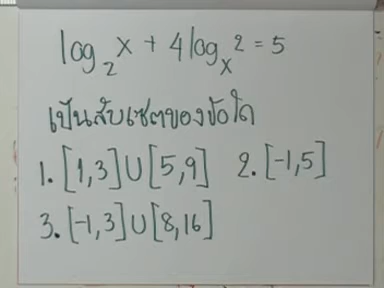 log₂x + 4logₓ2 = 5
เป็นสับเซตของข้อใด
1. [1,3]∪[5,9] 2. [-1,5]
3. [-1,3]∪[8,16]